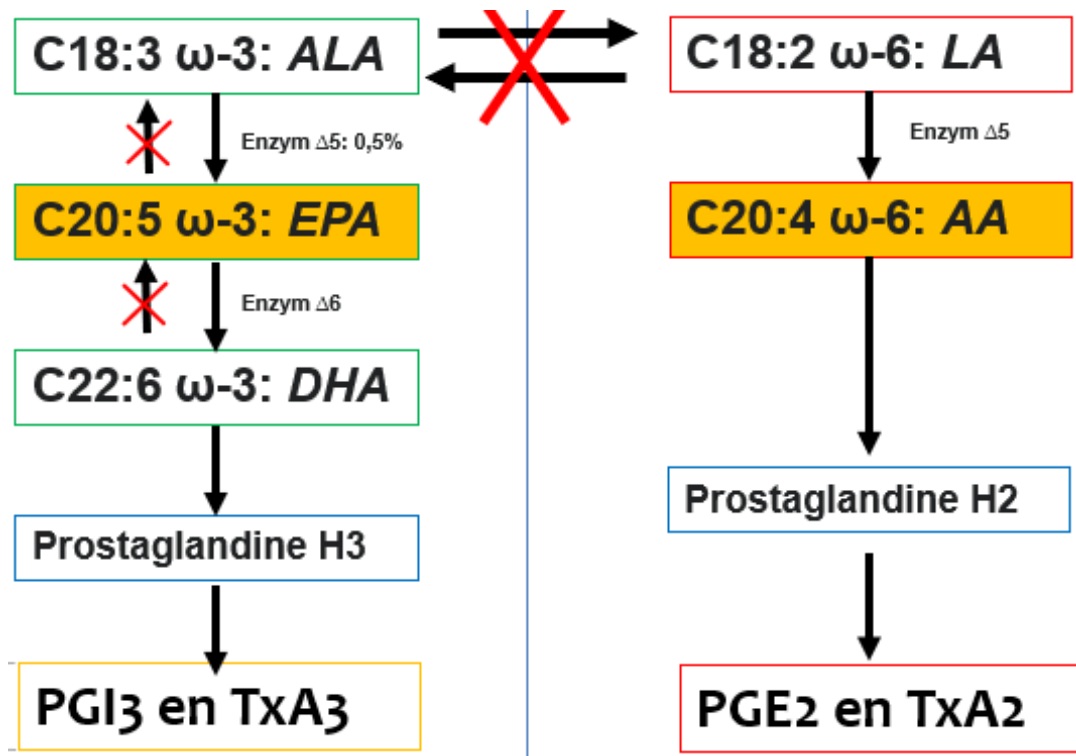 C18:3 ω-3: ALA
Enzym Δ5: 0,5%
C20:5 ω-3: EPA
Enzym Δ6
C22:6 ω-3: DHA
Prostaglandine H3
PGI3 en TxA3
C18:2 ω-6: LA
Enzym Δ5
C20:4 ω-6: AA
Prostaglandine H2
PGE2 en TxA2